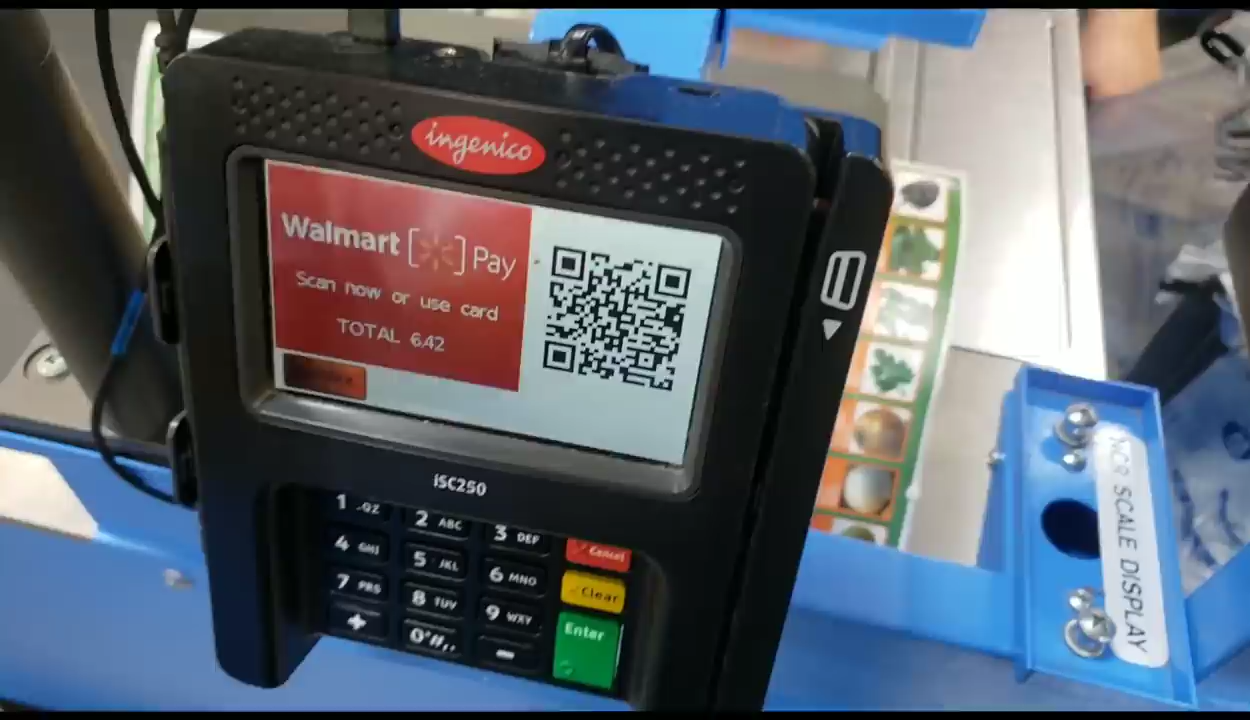 ingenico
Walmart Pay
Scan now or use card
TOTAL 6.42
iSC250
1 .QZ 2 ABC 3 DEF Cancel
4 GHI 5 JKL 6 MNO Clear
7 PRS 8 TUV 9 WXY Enter
+ 0 -
SCALE DISPLAY